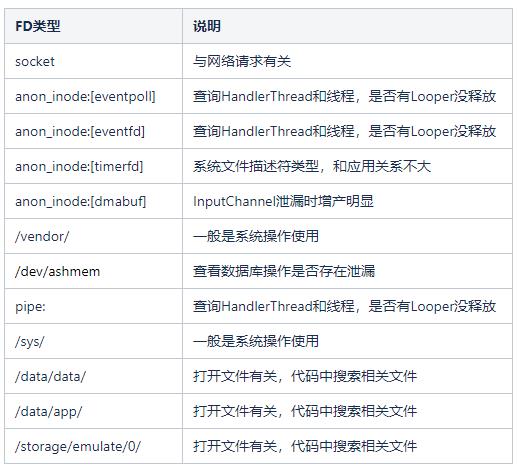 FD类型 说明
socket 与网络请求有关
anon_inode:[eventpoll] 查询HandlerThread和线程，是否有Looper没释放
anon_inode:[eventfd] 查询HandlerThread和线程，是否有Looper没释放
anon_inode:[timerfd] 系统文件描述符类型，和应用关系不大
anon_inode:[dmabuf] InputChannel泄漏时增产明显
/vendor/ 一般是系统操作使用
/dev/ashmem 查看数据库操作是否存在泄漏
pipe: 查询HandlerThread和线程，是否有Looper没释放
/sys/ 一般是系统操作使用
/data/data/ 打开文件有关，代码中搜索相关文件
/data/app/ 打开文件有关，代码中搜索相关文件
/storage/emulate/0/ 打开文件有关，代码中搜索相关文件